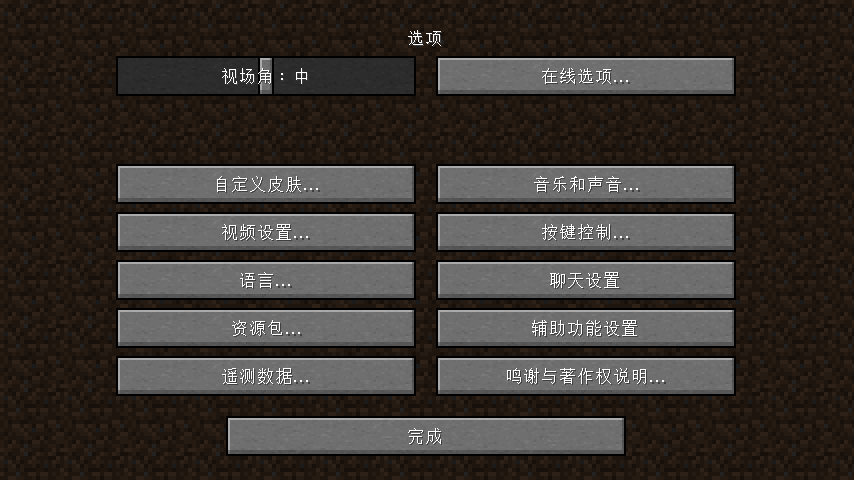 选项
视场角：中
在线选项...
自定义皮肤...
音乐和声音...
视频设置...
按键控制...
语言...
聊天设置
资源包...
辅助功能设置
遥测数据...
鸣谢与著作权说明...
完成